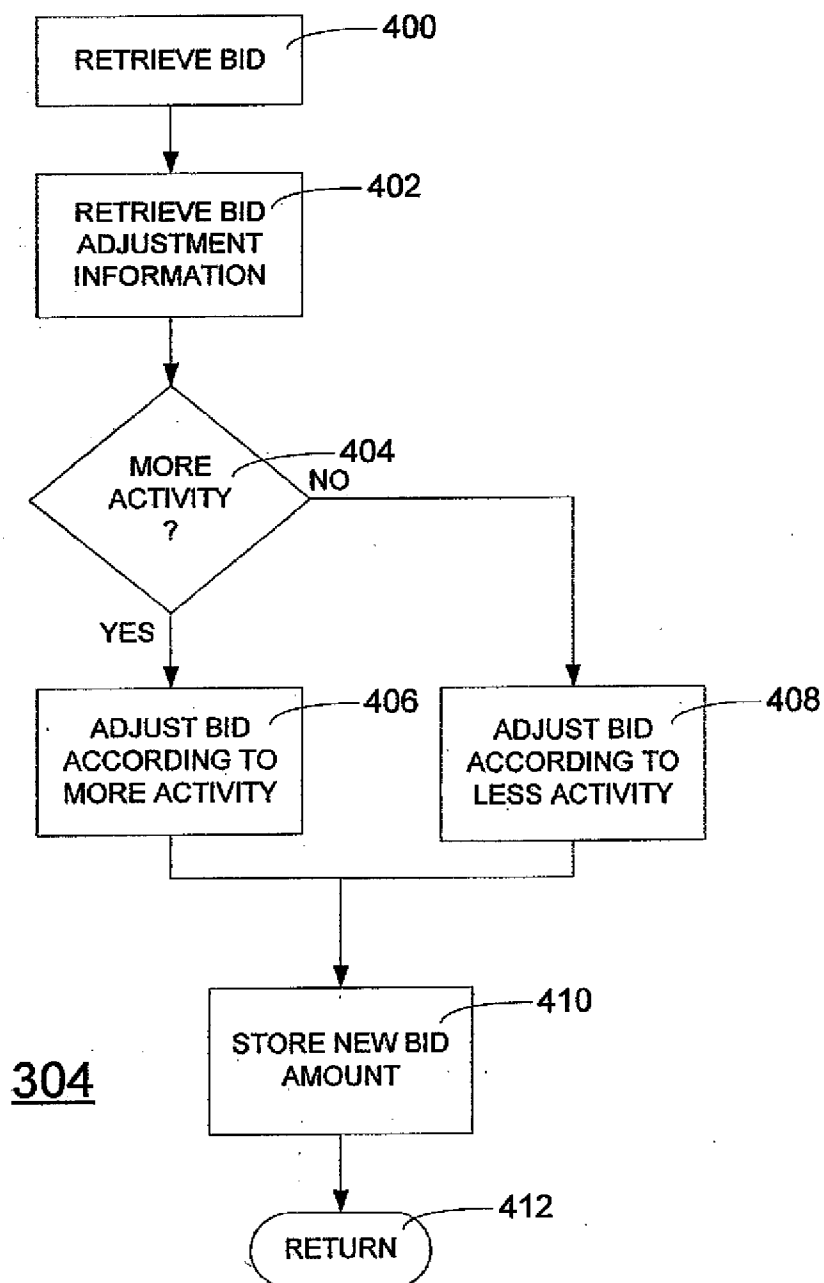 400
RETRIEVE BID
402
RETRIEVE BID
ADJUSTMENT
INFORMATION
404
MORE
ACTIVITY
?
NO
YES
406
ADJUST BID
ACCORDING TO
MORE ACTIVITY
408
ADJUST BID
ACCORDING TO
LESS ACTIVITY
410
STORE NEW BID
AMOUNT
304
412
RETURN